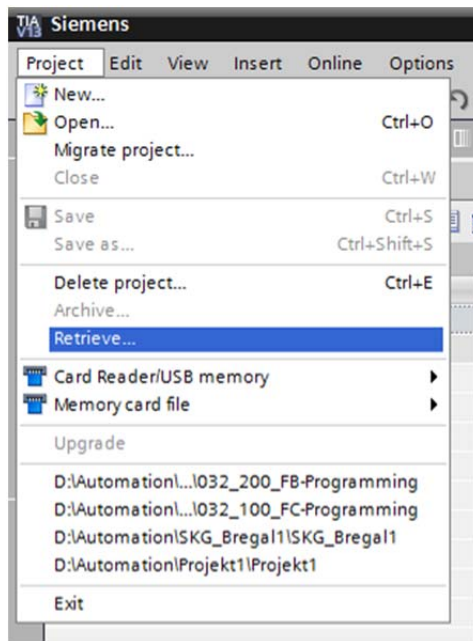 TIA V13 Siemens
Project Edit View Insert Online Options
New...
Open... Ctrl+O
Migrate project...
Close Ctrl+W
Save Ctrl+S
Save as... Ctrl+Shift+S
Delete project... Ctrl+E
Archive...
Retrieve...
Card Reader/USB memory
Memory card file
Upgrade
D:\Automation\...\032_200_FB-Programming
D:\Automation\...\032_100_FC-Programming
D:\Automation\SKG_Bregal1\SKG_Bregal1
D:\Automation\Projekt1\Projekt1
Exit